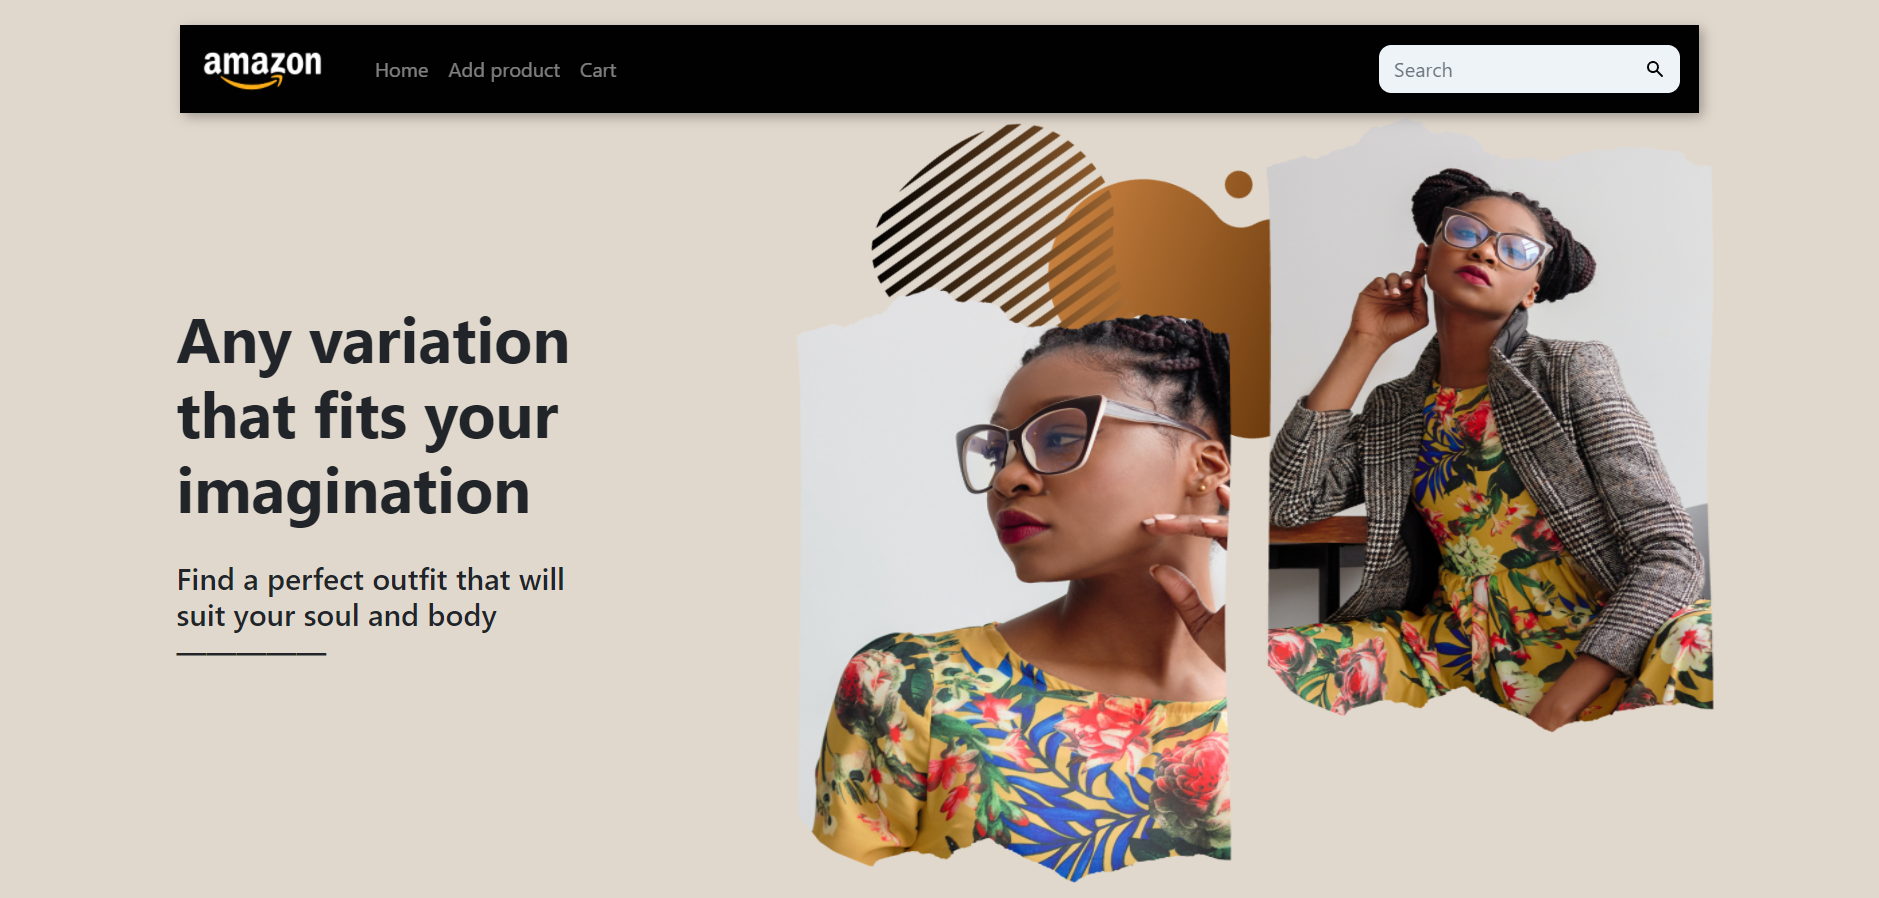 amazon
Home Add product Cart
Search
Any variation
that fits your
imagination
Find a perfect outfit that will
suit your soul and body